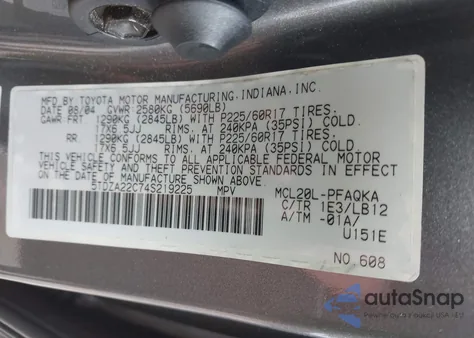 MFD BY: TOYOTA MOTOR MANUFACTURING, INDIANA, INC.
DATE: 08/04 GVWR: 2580KG (5690LB)
GAWR: FRT 1290KG (2845LB) WITH P225/60R17 TIRES.
17X6.5JJ RIMS, AT 240KPA (35PSI) COLD.
RR 1290KG (2845LB) WITH P225/60R17 TIRES.
17X6.5JJ RIMS, AT 240KPA (35PSI) COLD.
THIS VEHICLE CONFORMS TO ALL APPLICABLE FEDERAL MOTOR
VEHICLE SAFETY STANDARDS IN EFFECT ON THE
DATE OF MANUFACTURE SHOWN ABOVE.
5TDZA22C74S219225 MPV MCL20L-PFAQKA
C/TR 1E3/LB12
A/TM -01A/
U151E
NO. 608
autoSnap